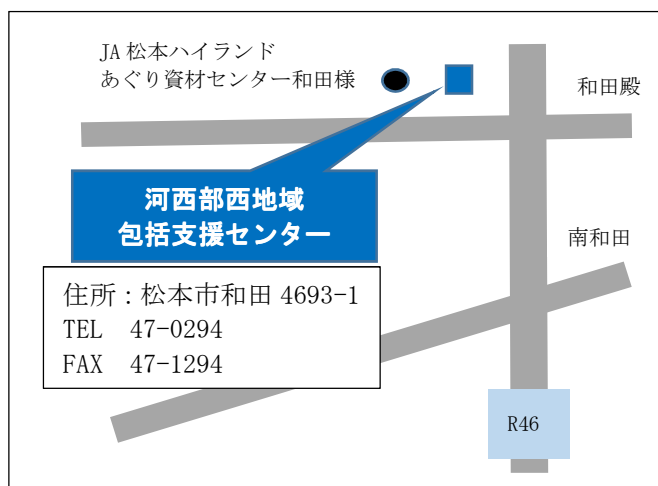 JA 松本ハイランド
あぐり資材センター和田様
和田殿
河西部西地域
包括支援センター
南和田
住所：松本市和田 4693-1
TEL　47-0294
FAX　47-1294
R46